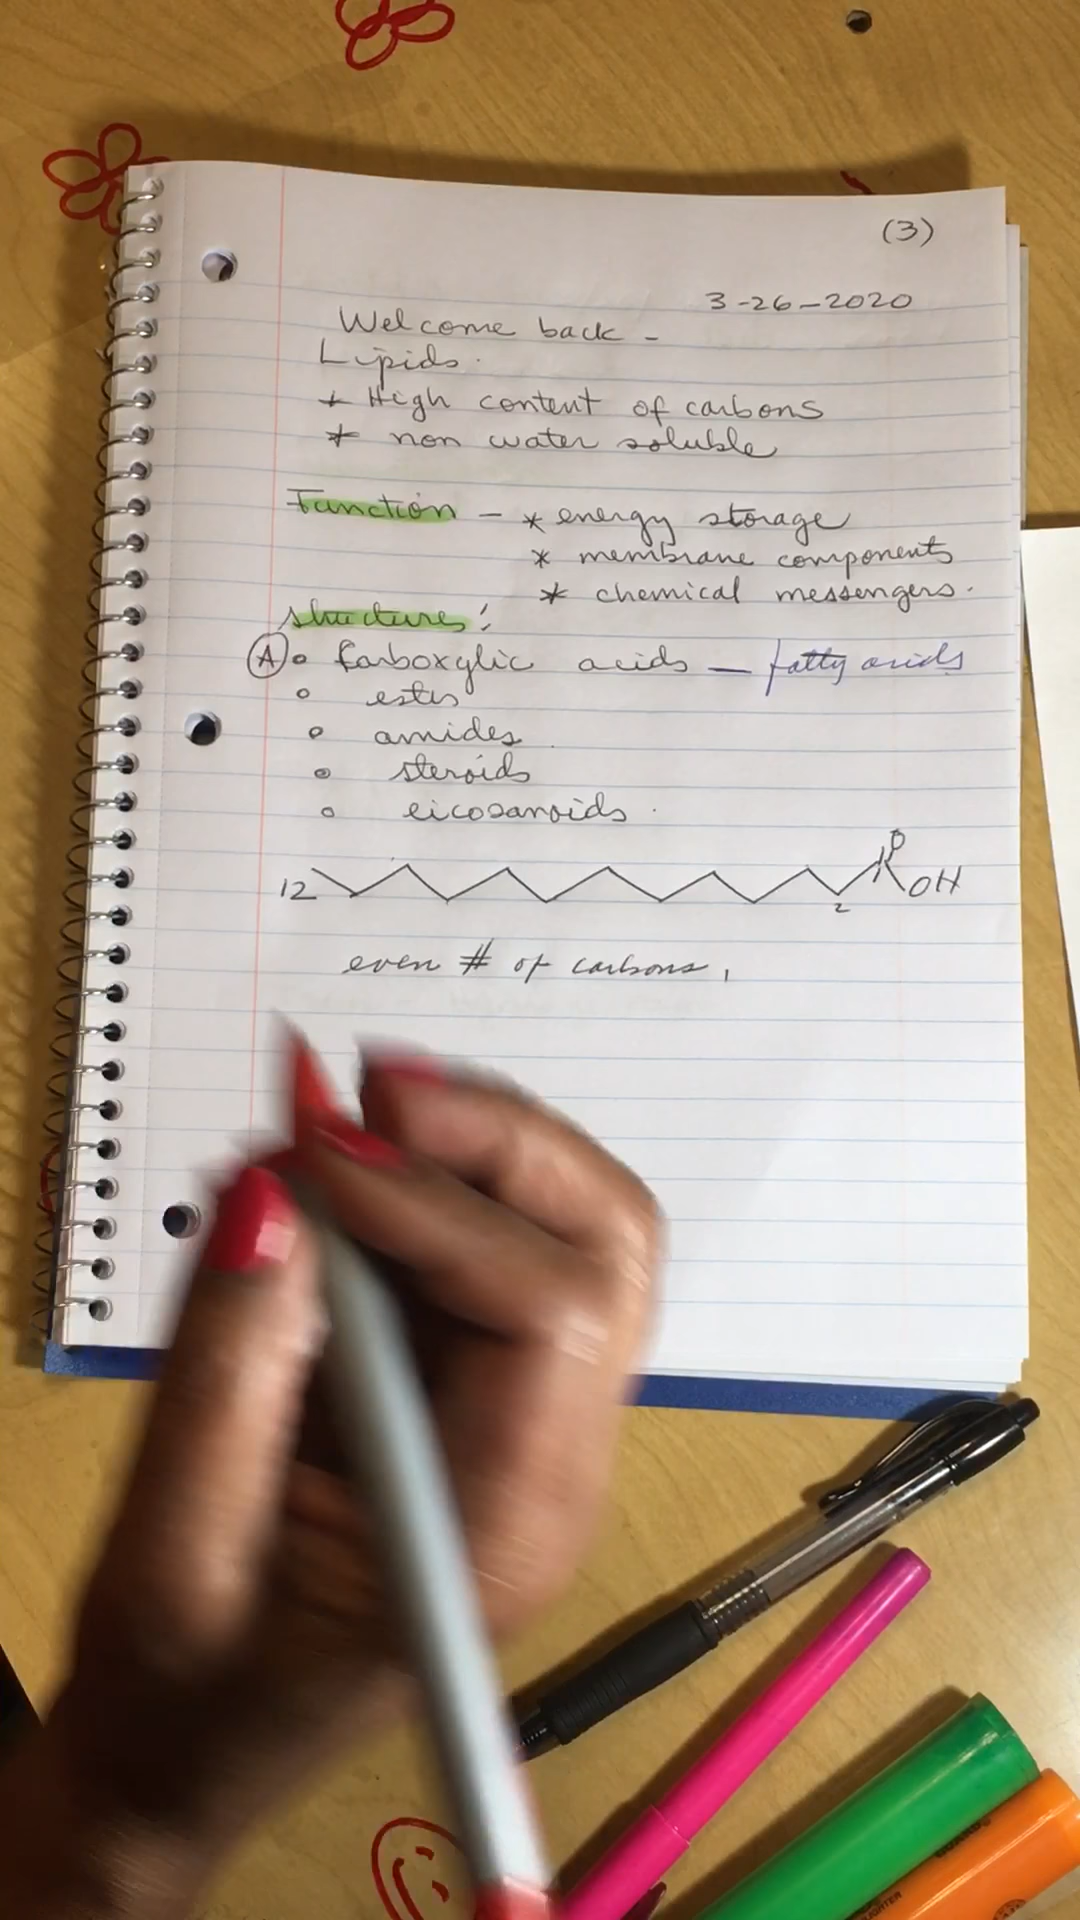 (3)
3-26-2020
Welcome back -
Lipids.
* High content of carbons
* non water soluble
Function - * energy storage
* membrane components
* chemical messengers.
structures:
A Carboxylic acids — fatty acids
esters
amides
steroids
eicosanoids
O
12 2 OH
even # of carbons,